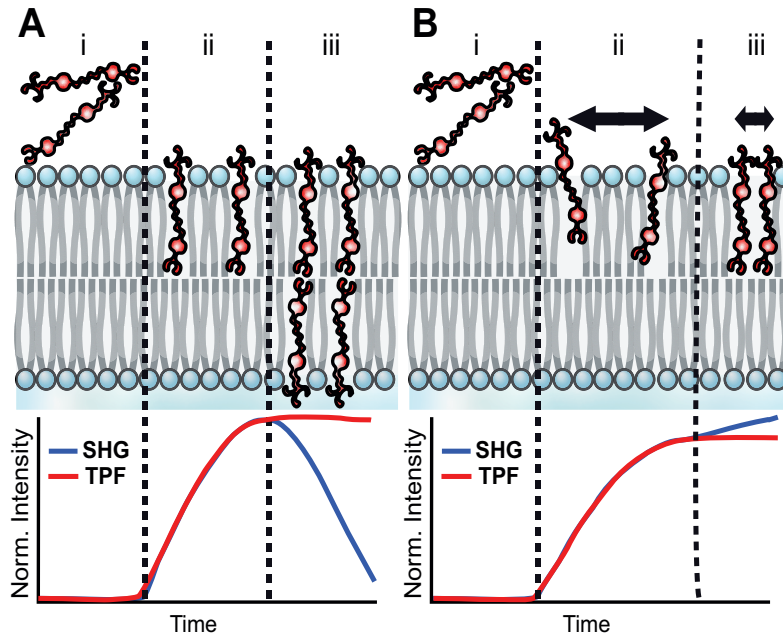 A
i
ii
iii
Norm. Intensity
SHG
TPF
Time
B
i
ii
iii
Norm. Intensity
SHG
TPF
Time